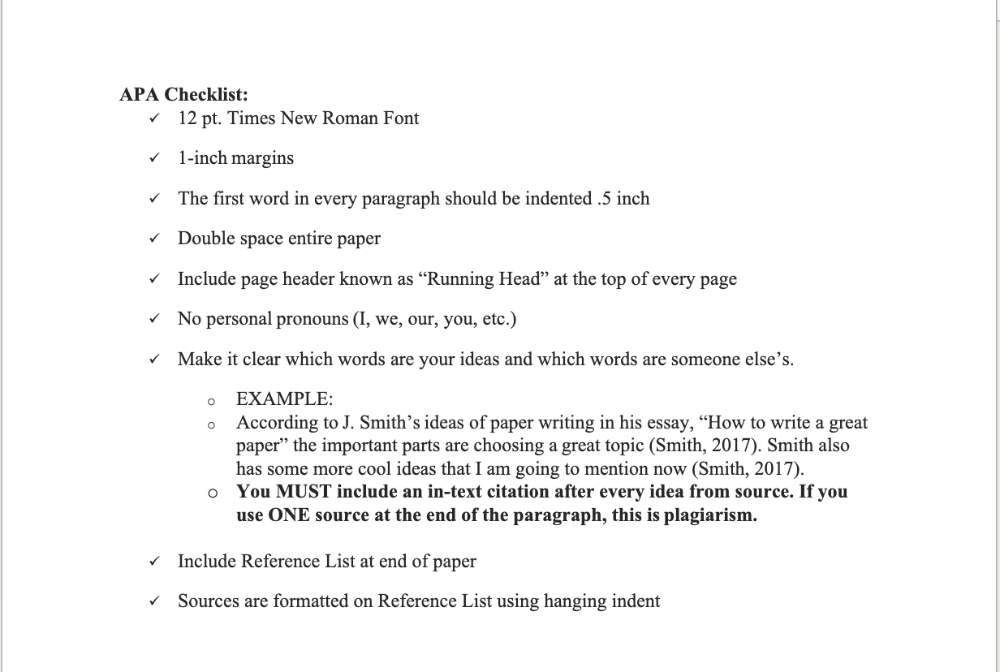 APA Checklist:
✓ 12 pt. Times New Roman Font
✓ 1-inch margins
✓ The first word in every paragraph should be indented .5 inch
✓ Double space entire paper
✓ Include page header known as “Running Head” at the top of every page
✓ No personal pronouns (I, we, our, you, etc.)
✓ Make it clear which words are your ideas and which words are someone else’s.
o EXAMPLE:
o According to J. Smith’s ideas of paper writing in his essay, “How to write a great
paper” the important parts are choosing a great topic (Smith, 2017). Smith also
has some more cool ideas that I am going to mention now (Smith, 2017).
o You MUST include an in-text citation after every idea from source. If you
use ONE source at the end of the paragraph, this is plagiarism.
✓ Include Reference List at end of paper
✓ Sources are formatted on Reference List using hanging indent